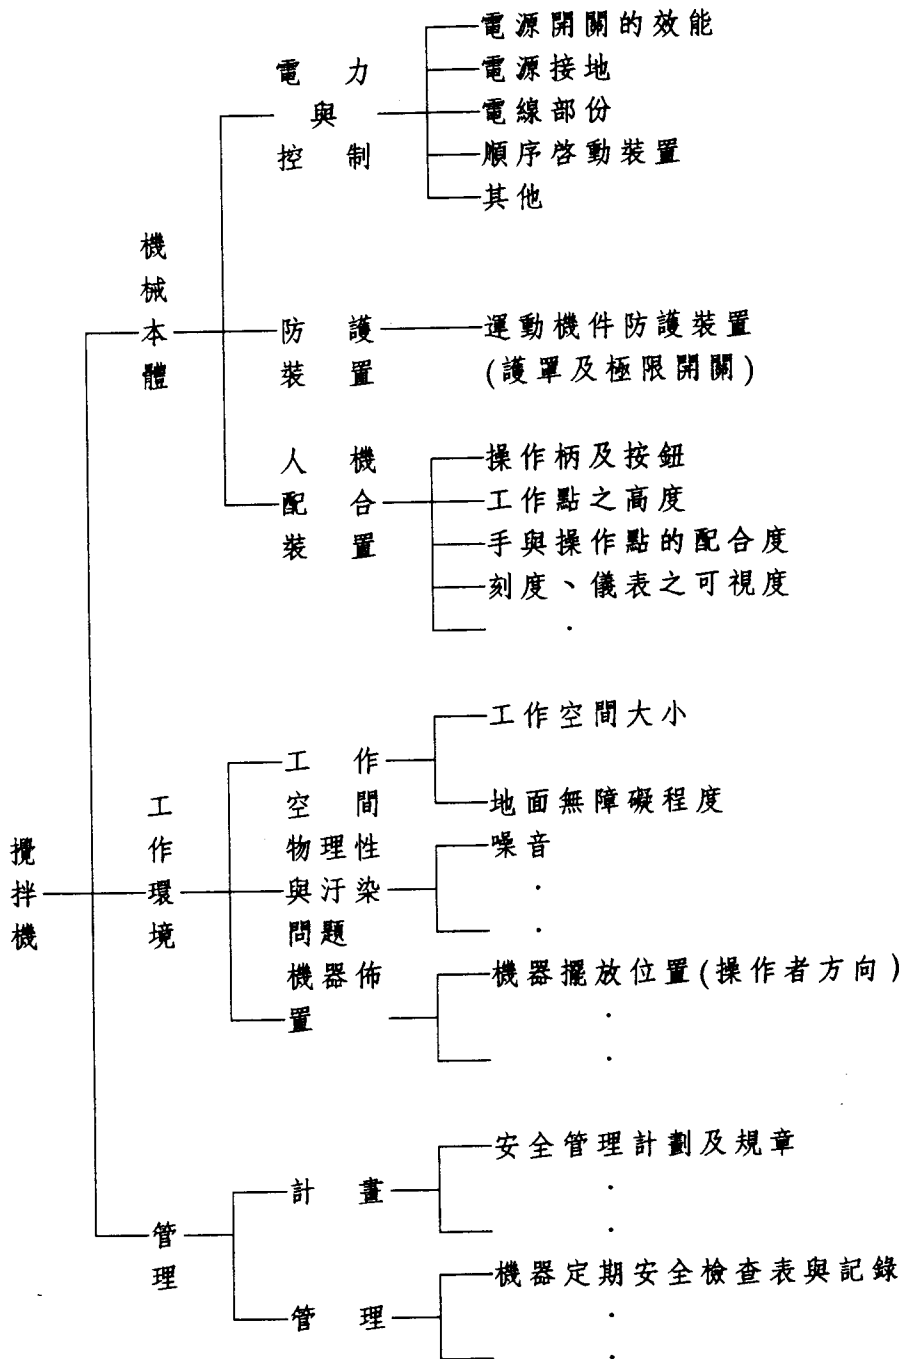 攪拌機
機械本體
電力與控制
電源開關的效能
電源接地
電線部份
順序啓動裝置
其他
防護裝置
運動機件防護裝置
(護罩及極限開關)
人機配合裝置
操作柄及按鈕
工作點之高度
手與操作點的配合度
刻度、儀表之可視度
·
工作環境
工作空間
工作空間大小
地面無障礙程度
物理性與汙染問題
噪音
·
·
機器佈置
機器擺放位置(操作者方向)
·
·
管理
計畫
安全管理計劃及規章
·
·
管理
機器定期安全檢查表與記錄
·
·